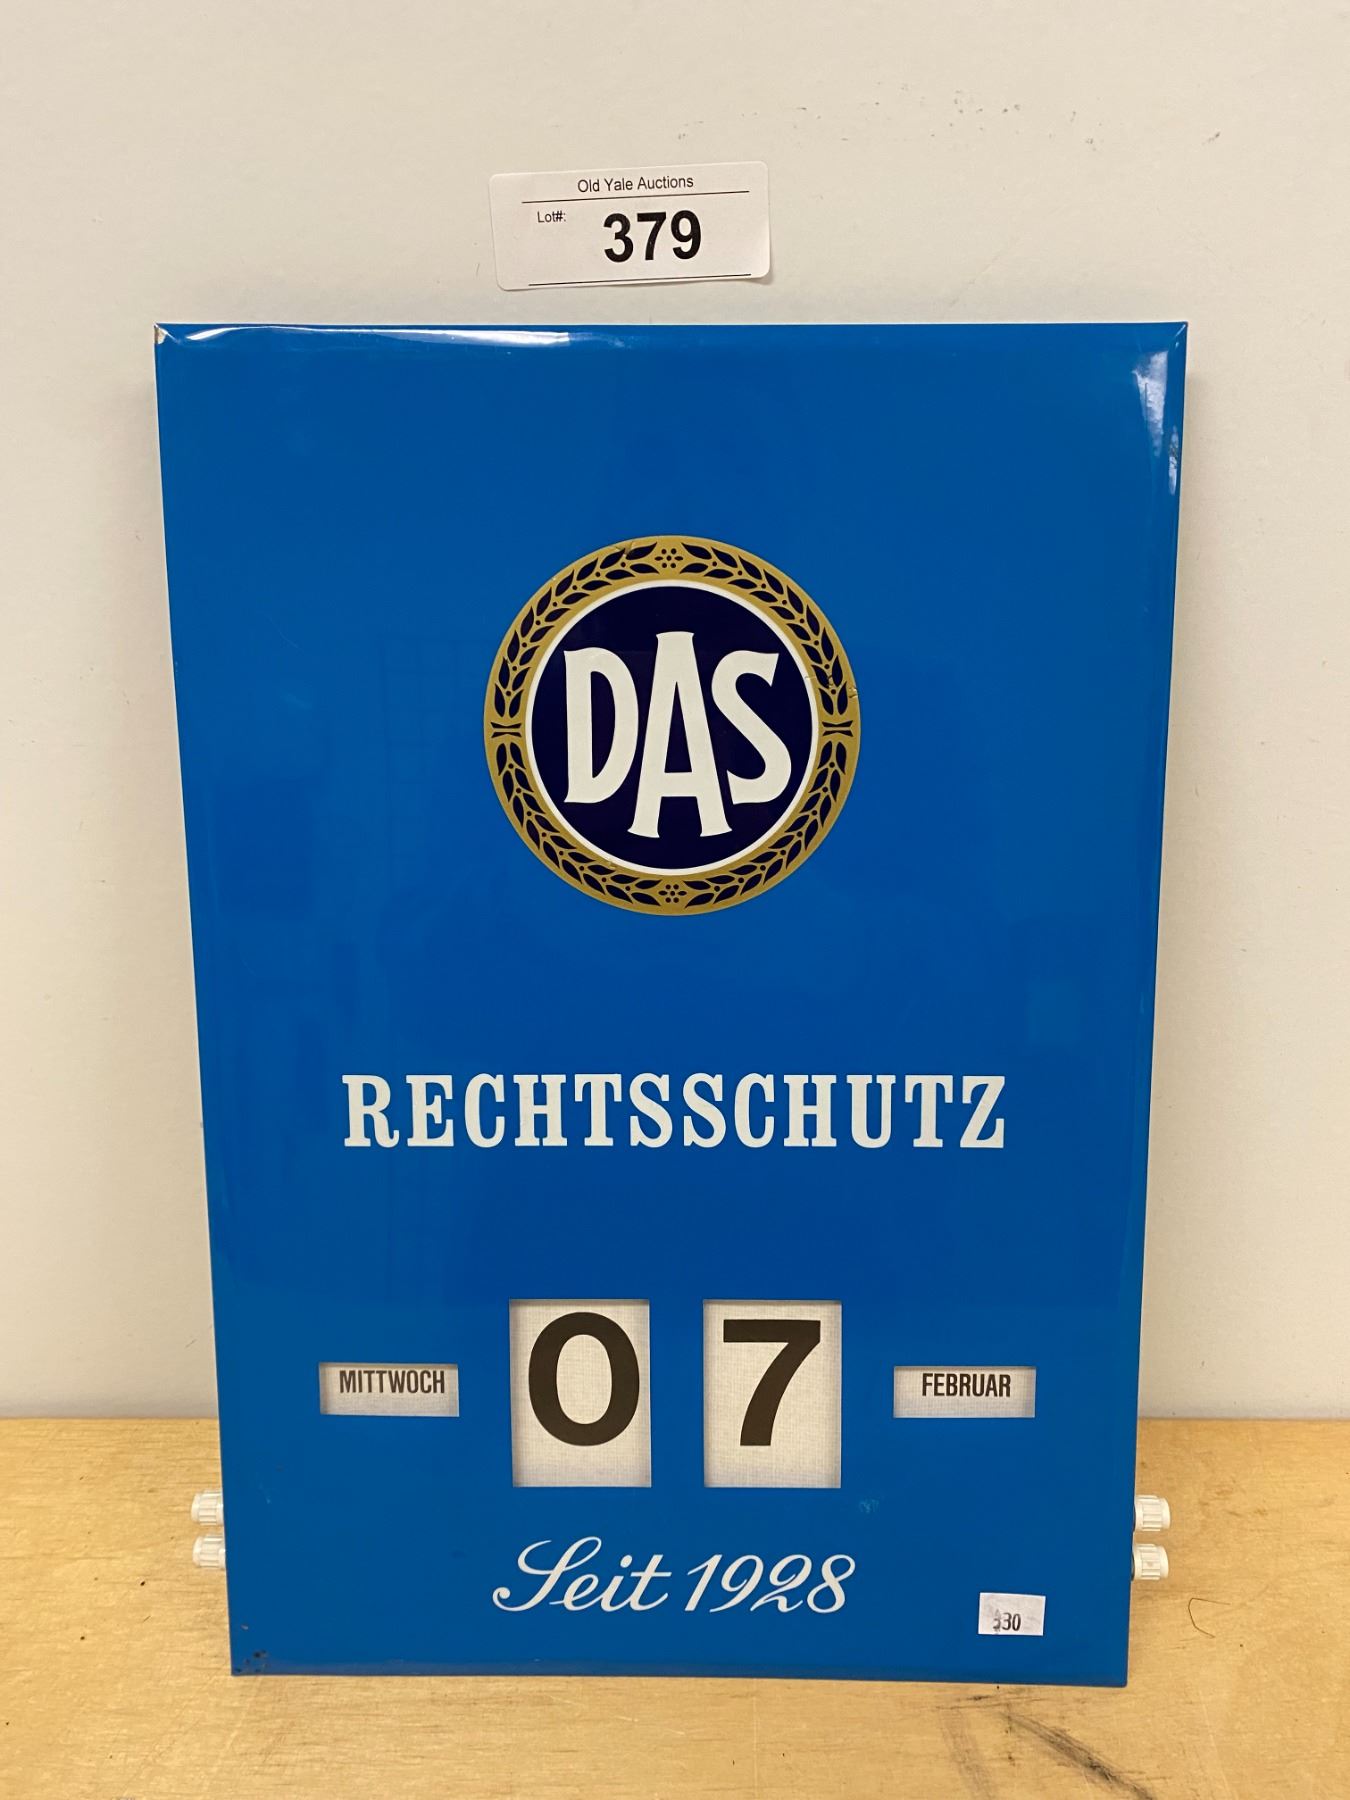 Old Yale Auctions
Lot#: 379
DAS
RECHTSSCHUTZ
MITTWOCH 07 FEBRUAR
Seit 1928